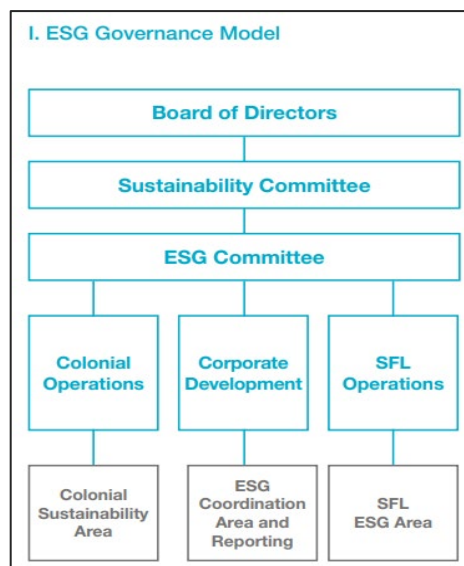 I. ESG Governance Model
Board of Directors
Sustainability Committee
ESG Committee
Colonial
Operations
Corporate
Development
SFL
Operations
Colonial
Sustainability
Area
ESG
Coordination
Area and
Reporting
SFL
ESG Area